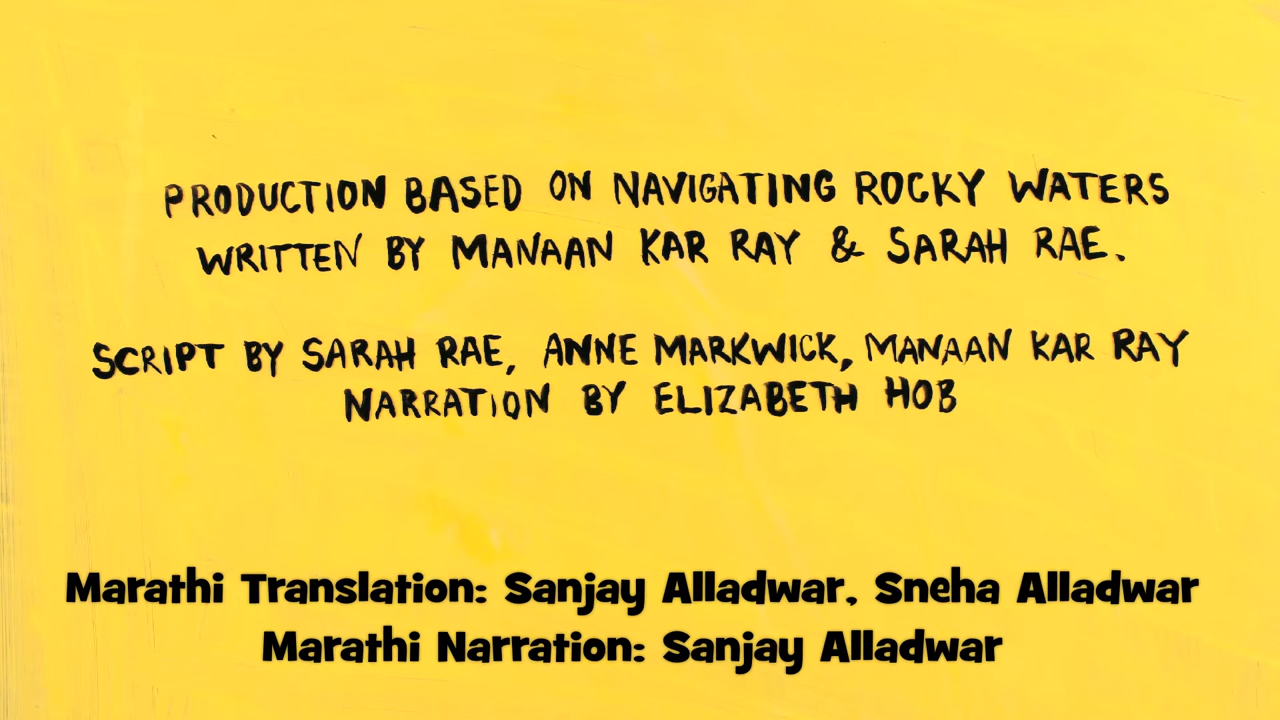 PRODUCTION BASED ON NAVIGATING ROCKY WATERS
WRITTEN BY MANAAN KAR RAY & SARAH RAE.
SCRIPT BY SARAH RAE, ANNE MARKWICK, MANAAN KAR RAY
NARRATION BY ELIZABETH HOB
Marathi Translation: Sanjay Alladwar, Sneha Alladwar
Marathi Narration: Sanjay Alladwar